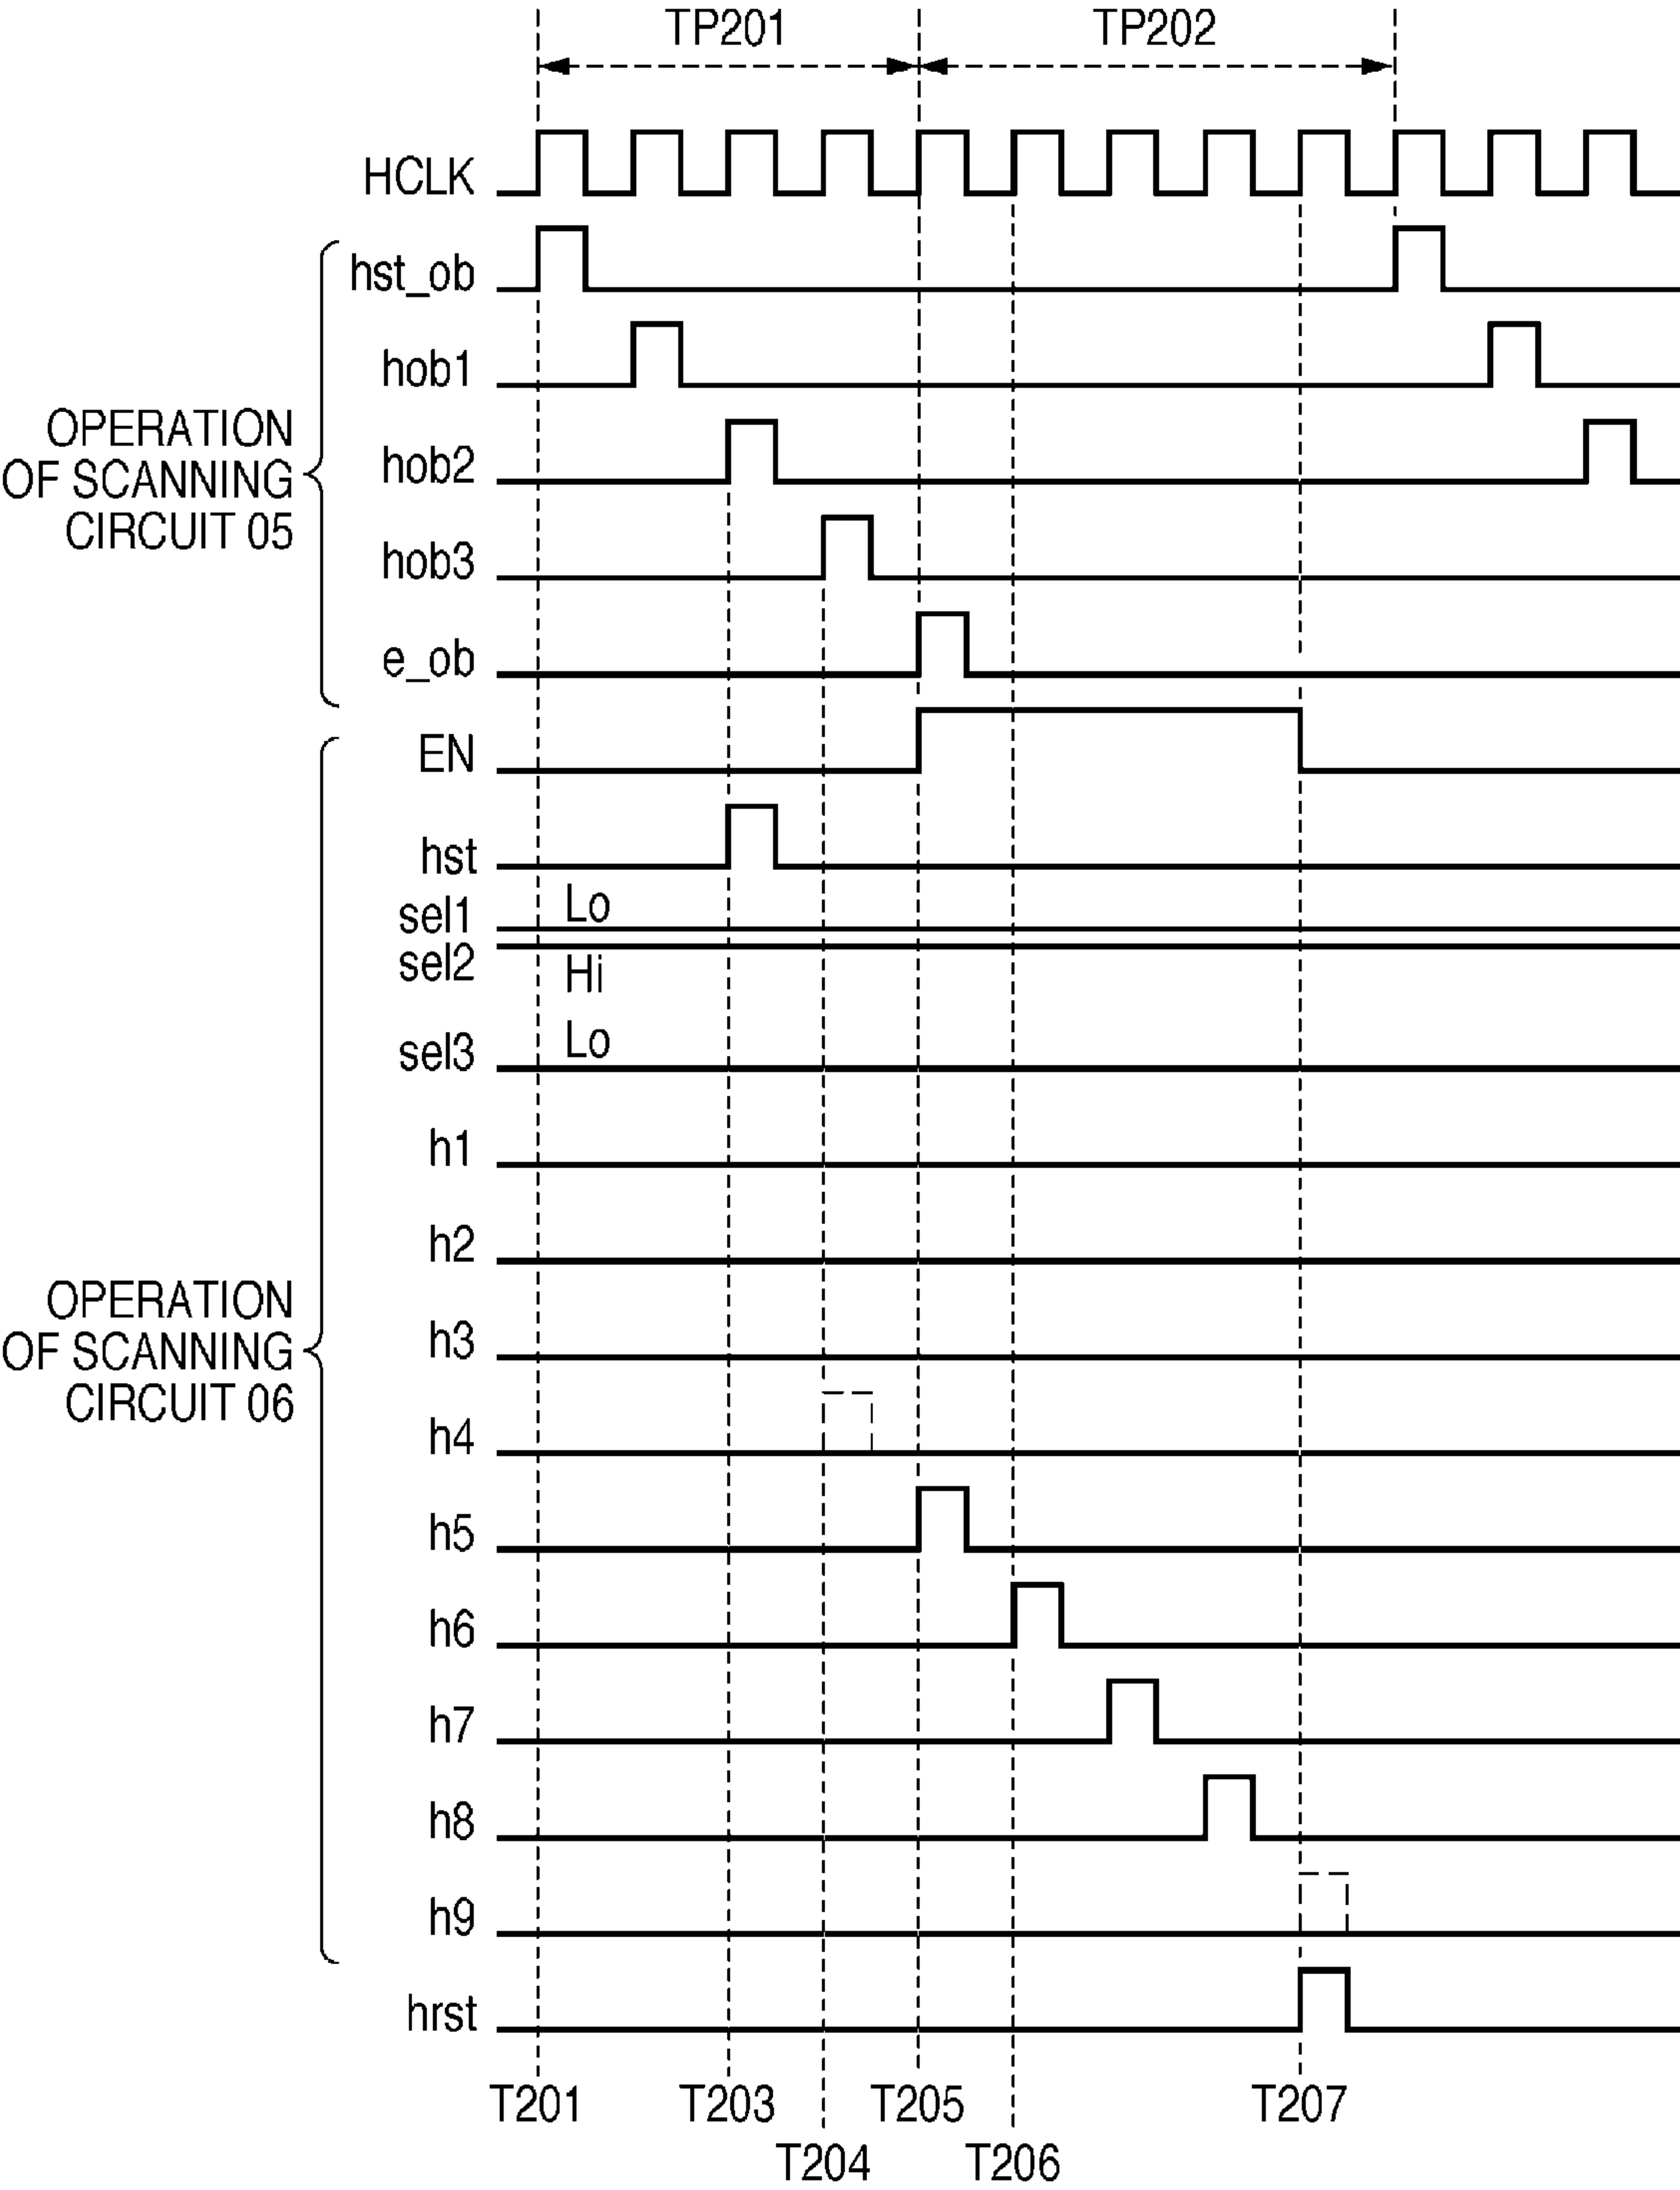 TP201 TP202
HCLK
hst_ob
hob1
OPERATION
OF SCANNING
CIRCUIT 05
hob2
hob3
e_ob
EN
hst
sel1 Lo
sel2 Hi
sel3 Lo
h1
h2
h3
OPERATION
OF SCANNING
CIRCUIT 06
h4
h5
h6
h7
h8
h9
hrst
T201 T203 T205 T207
T204 T206